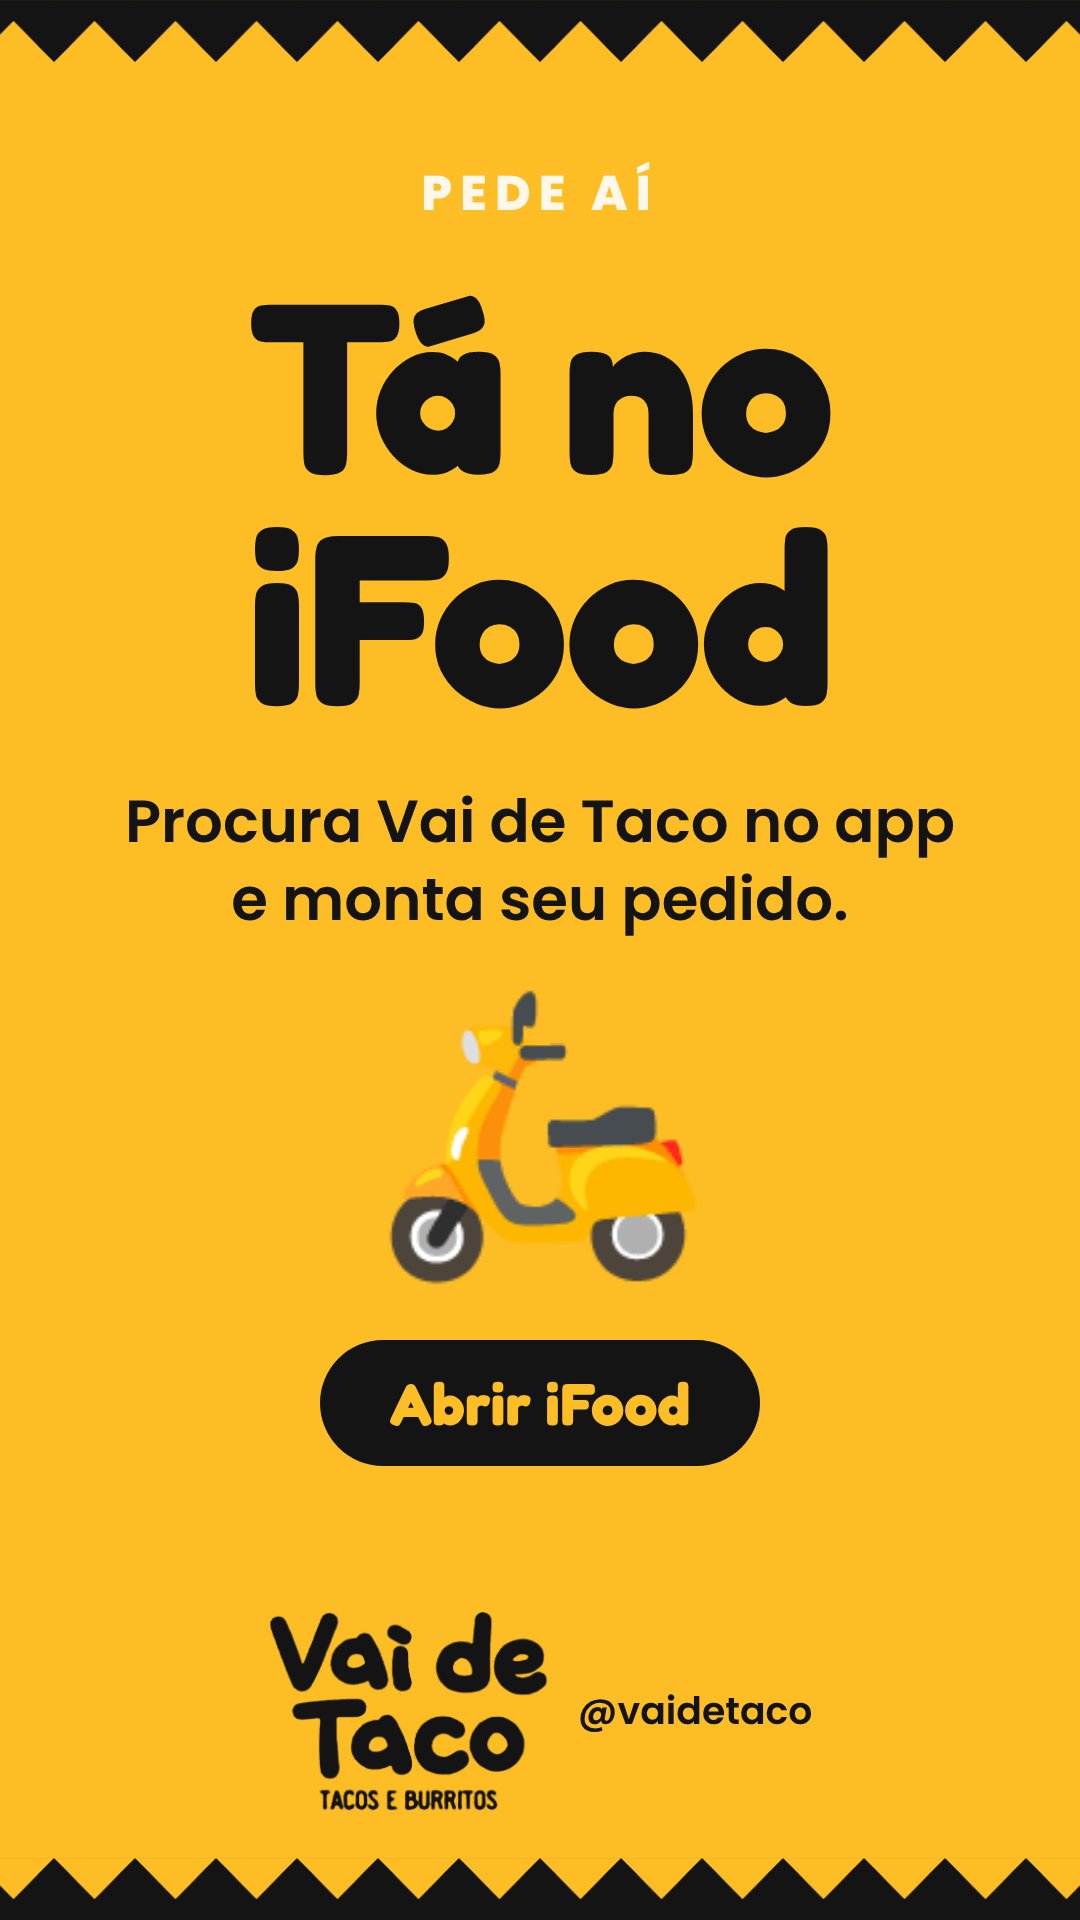 PEDE AÍ
Tá no
iFood
Procura Vai de Taco no app
e monta seu pedido.
Abrir iFood
Vai de
Taco
TACOS E BURRITOS
@vaidetaco